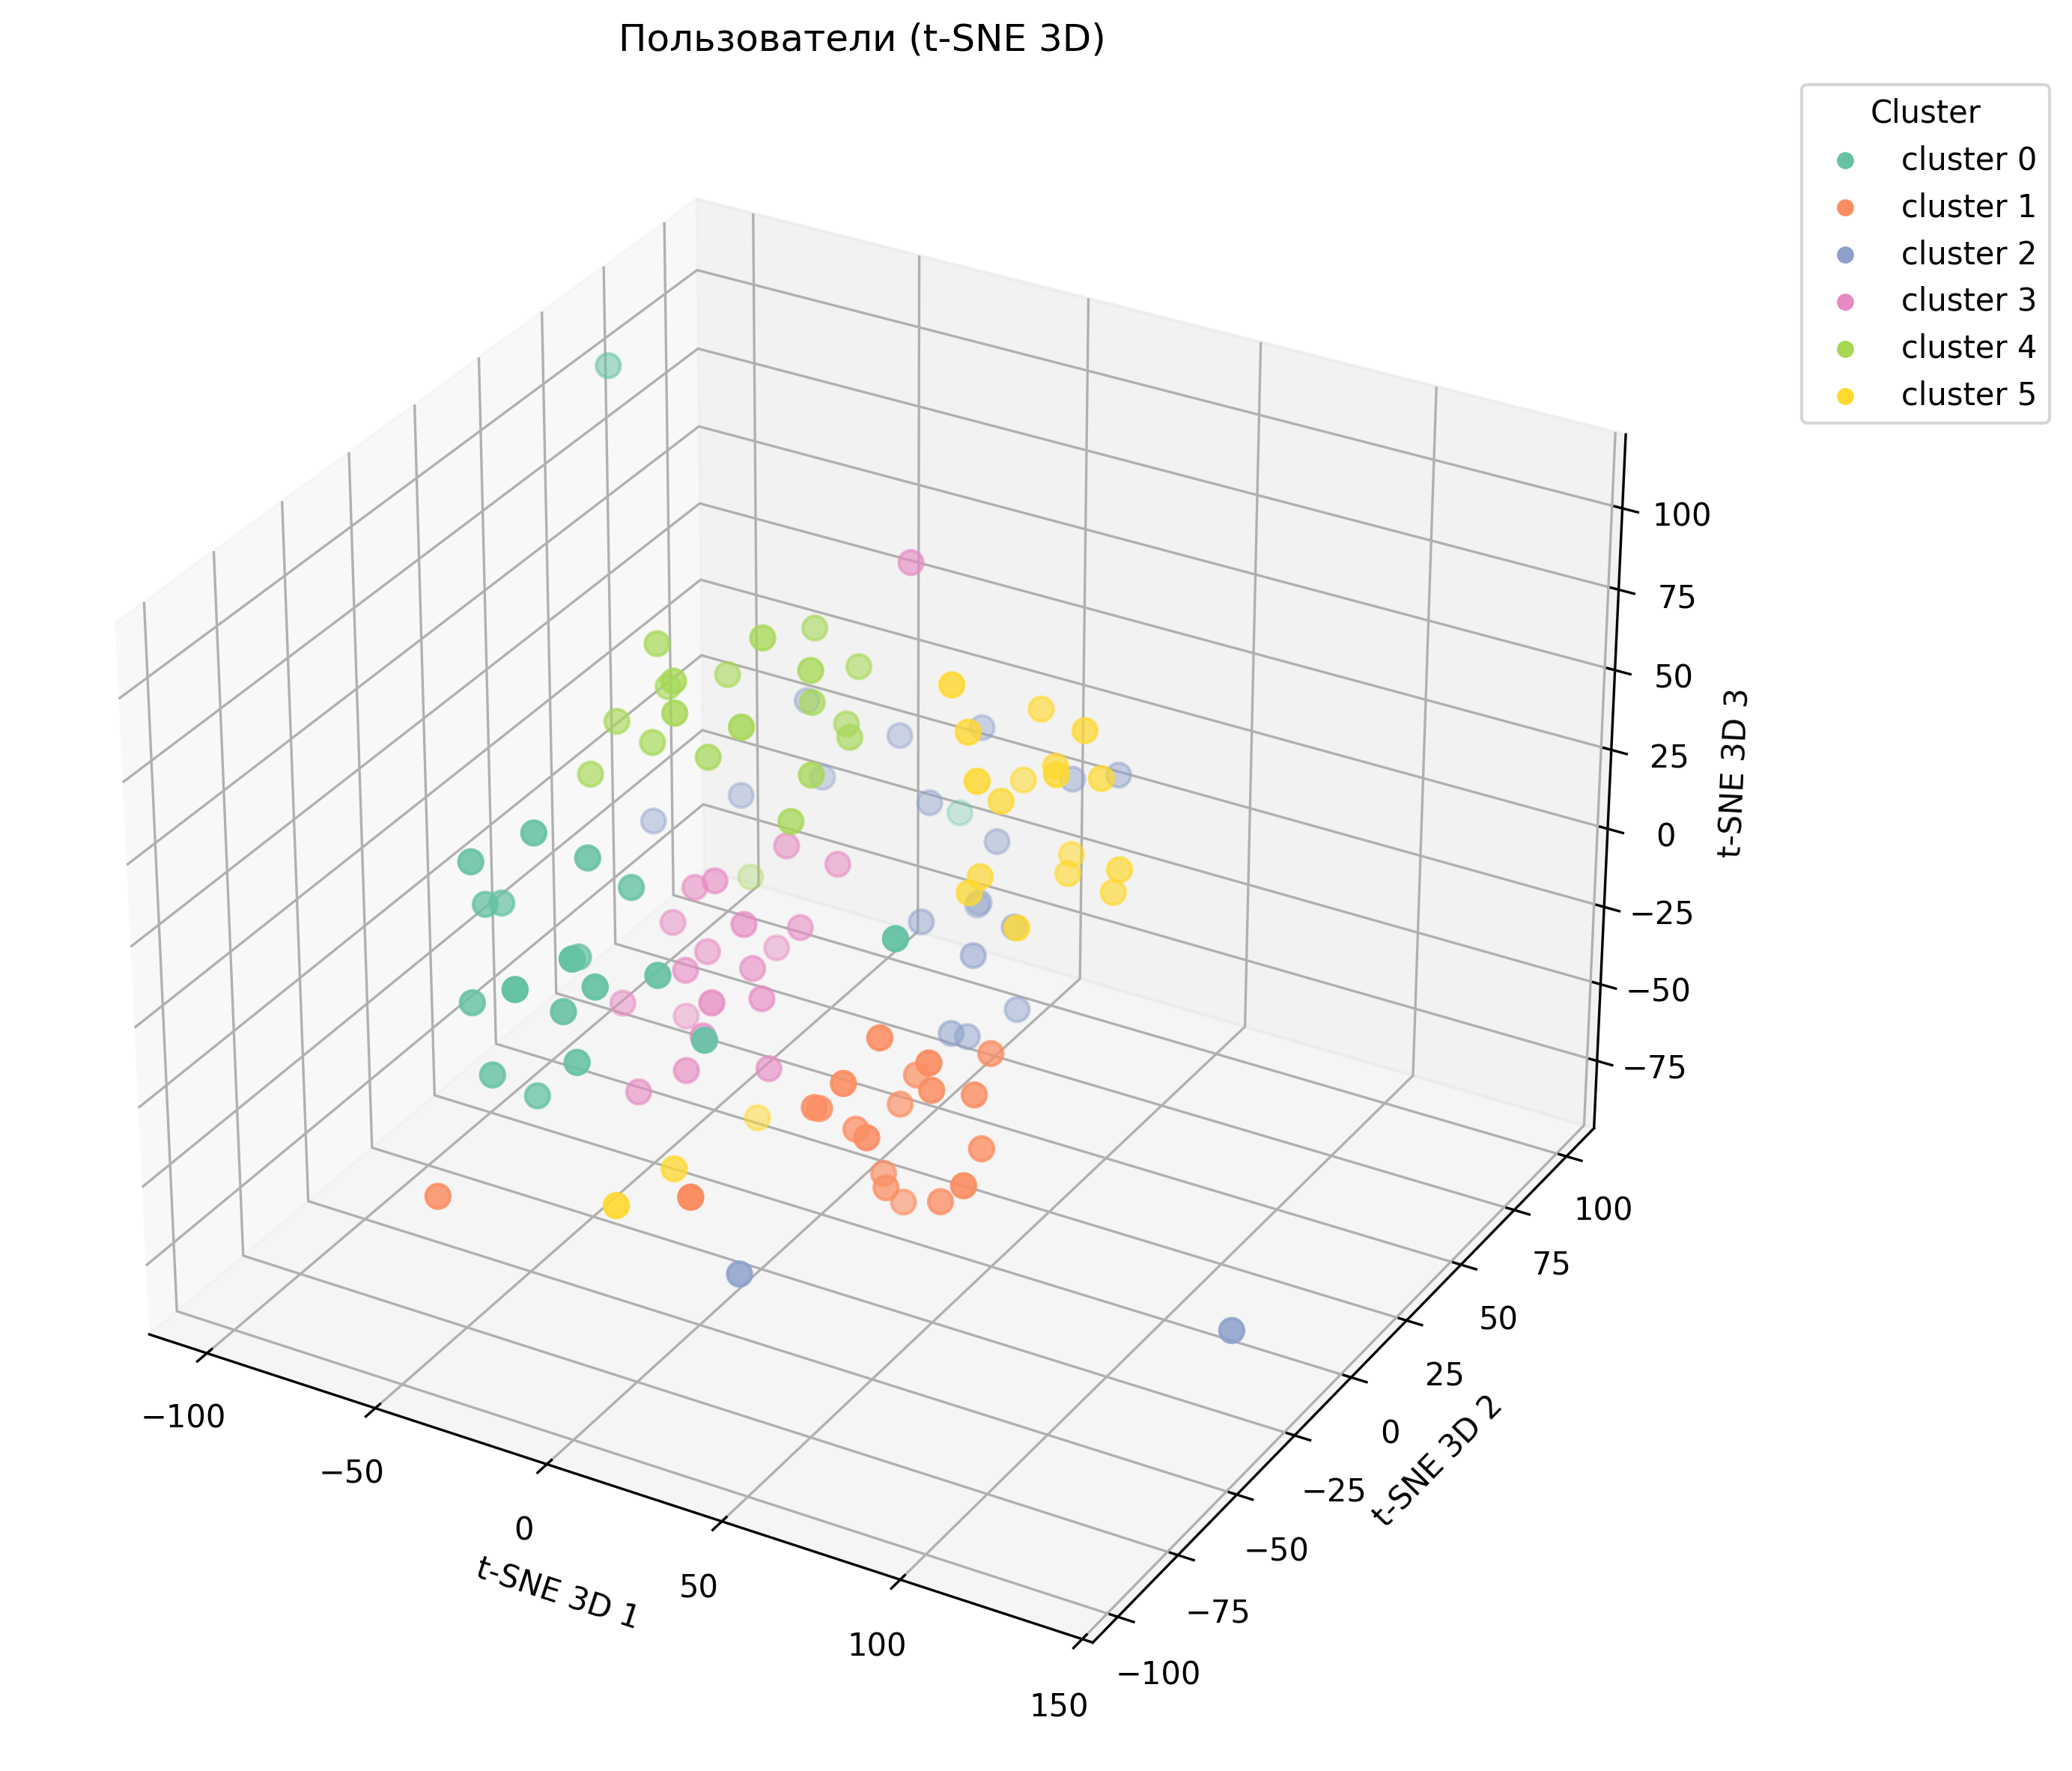 Пользователи (t-SNE 3D)
Cluster
cluster 0
cluster 1
cluster 2
cluster 3
cluster 4
cluster 5
100
75
50
25
0
−25
−50
−75
t-SNE 3D 3
100
75
50
25
0
−25
−50
−75
−100
t-SNE 3D 2
−100
−50
0
50
100
150
t-SNE 3D 1